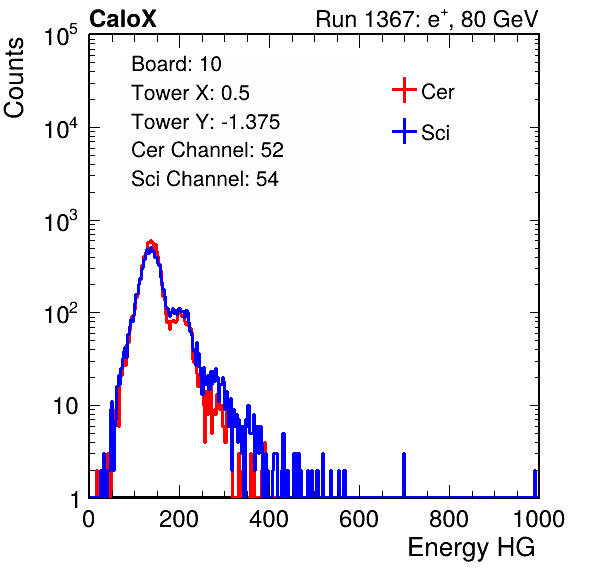 CaloX Run 1367: e⁺, 80 GeV
Counts
10⁵
10⁴
10³
10²
10
1
Board: 10
Tower X: 0.5
Tower Y: -1.375
Cer Channel: 52
Sci Channel: 54
Cer
Sci
0 200 400 600 800 1000
Energy HG